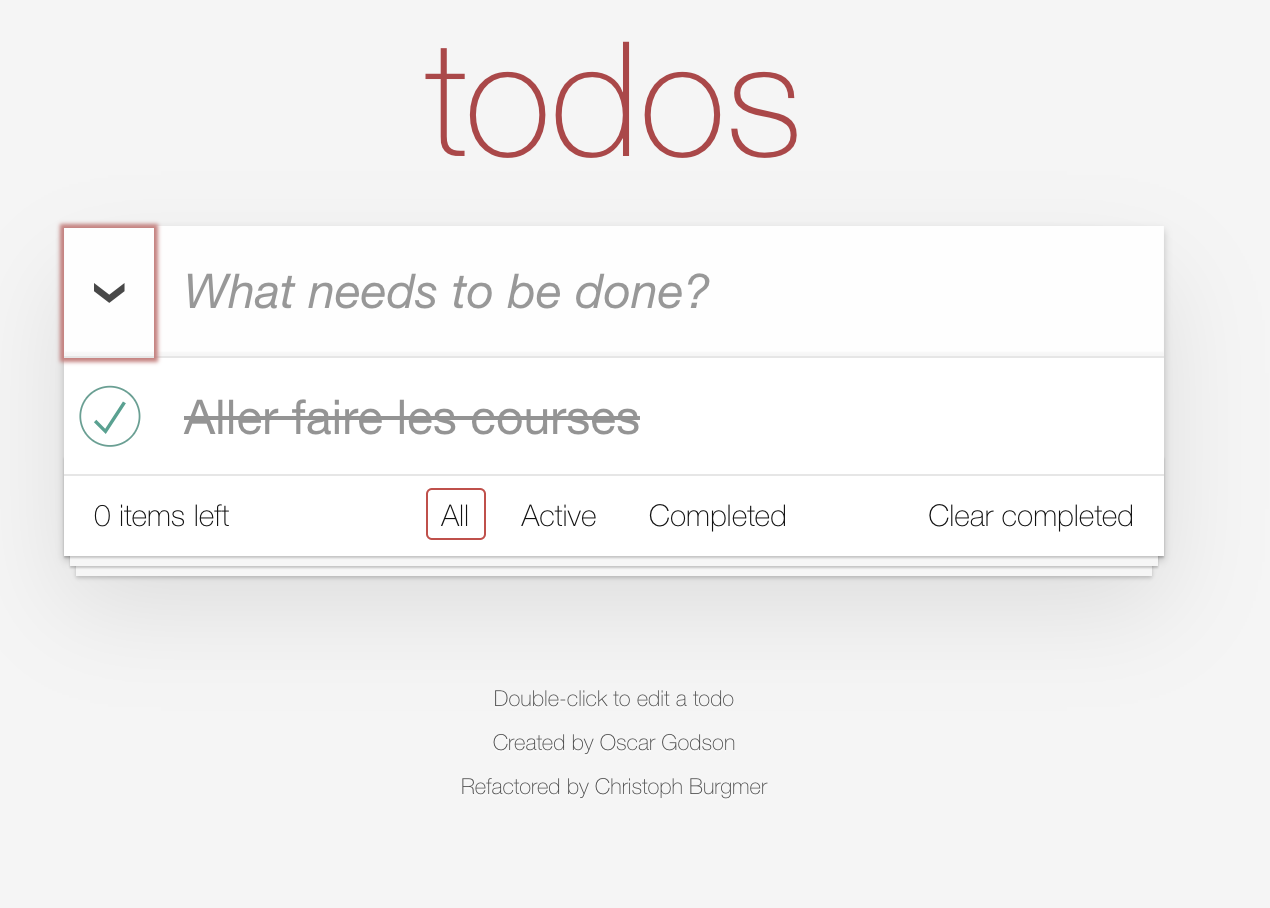 todos
What needs to be done?
Aller faire les courses
0 items left All Active Completed Clear completed
Double-click to edit a todo
Created by Oscar Godson
Refactored by Christoph Burgmer